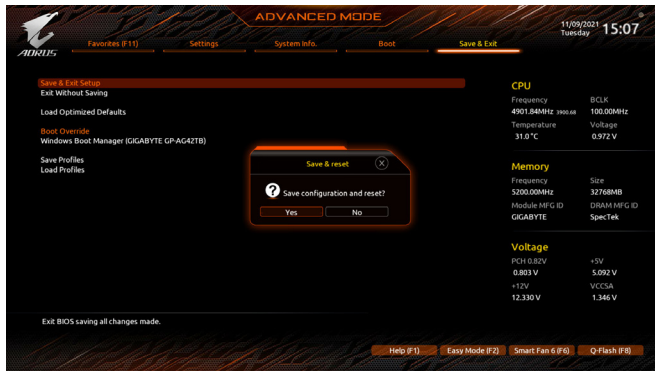 ADVANCED MODE
11/09/2021 Tuesday 15:07
AORUS
Favorites (F11) Settings System Info. Boot Save & Exit
Save & Exit Setup
Exit Without Saving
Load Optimized Defaults
Boot Override
Windows Boot Manager (GIGABYTE GP-AG42TB)
Save Profiles
Load Profiles
Save & reset
Save configuration and reset?
Yes No
CPU
Frequency BCLK
4901.84MHz 3900.68 100.00MHz
Temperature Voltage
31.0 °C 0.972 V
Memory
Frequency Size
5200.00MHz 32768MB
Module MFG ID DRAM MFG ID
GIGABYTE SpecTek
Voltage
PCH 0.82V +5V
0.803 V 5.092 V
+12V VCCSA
12.330 V 1.346 V
Exit BIOS saving all changes made.
Help (F1) Easy Mode (F2) Smart Fan 6 (F6) Q-Flash (F8)